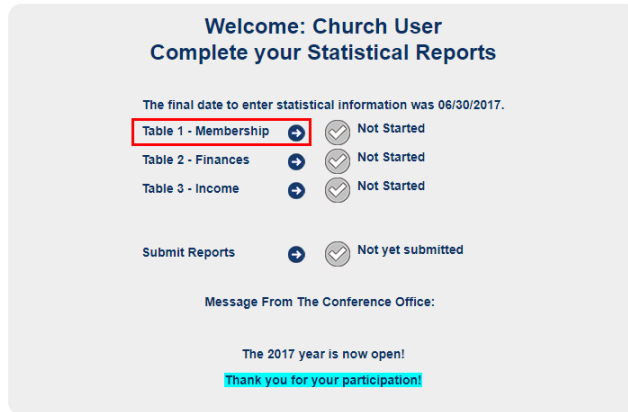 Welcome: Church User
Complete your Statistical Reports
The final date to enter statistical information was 06/30/2017.
Table 1 - Membership Not Started
Table 2 - Finances Not Started
Table 3 - Income Not Started
Submit Reports Not yet submitted
Message From The Conference Office:
The 2017 year is now open!
Thank you for your participation!